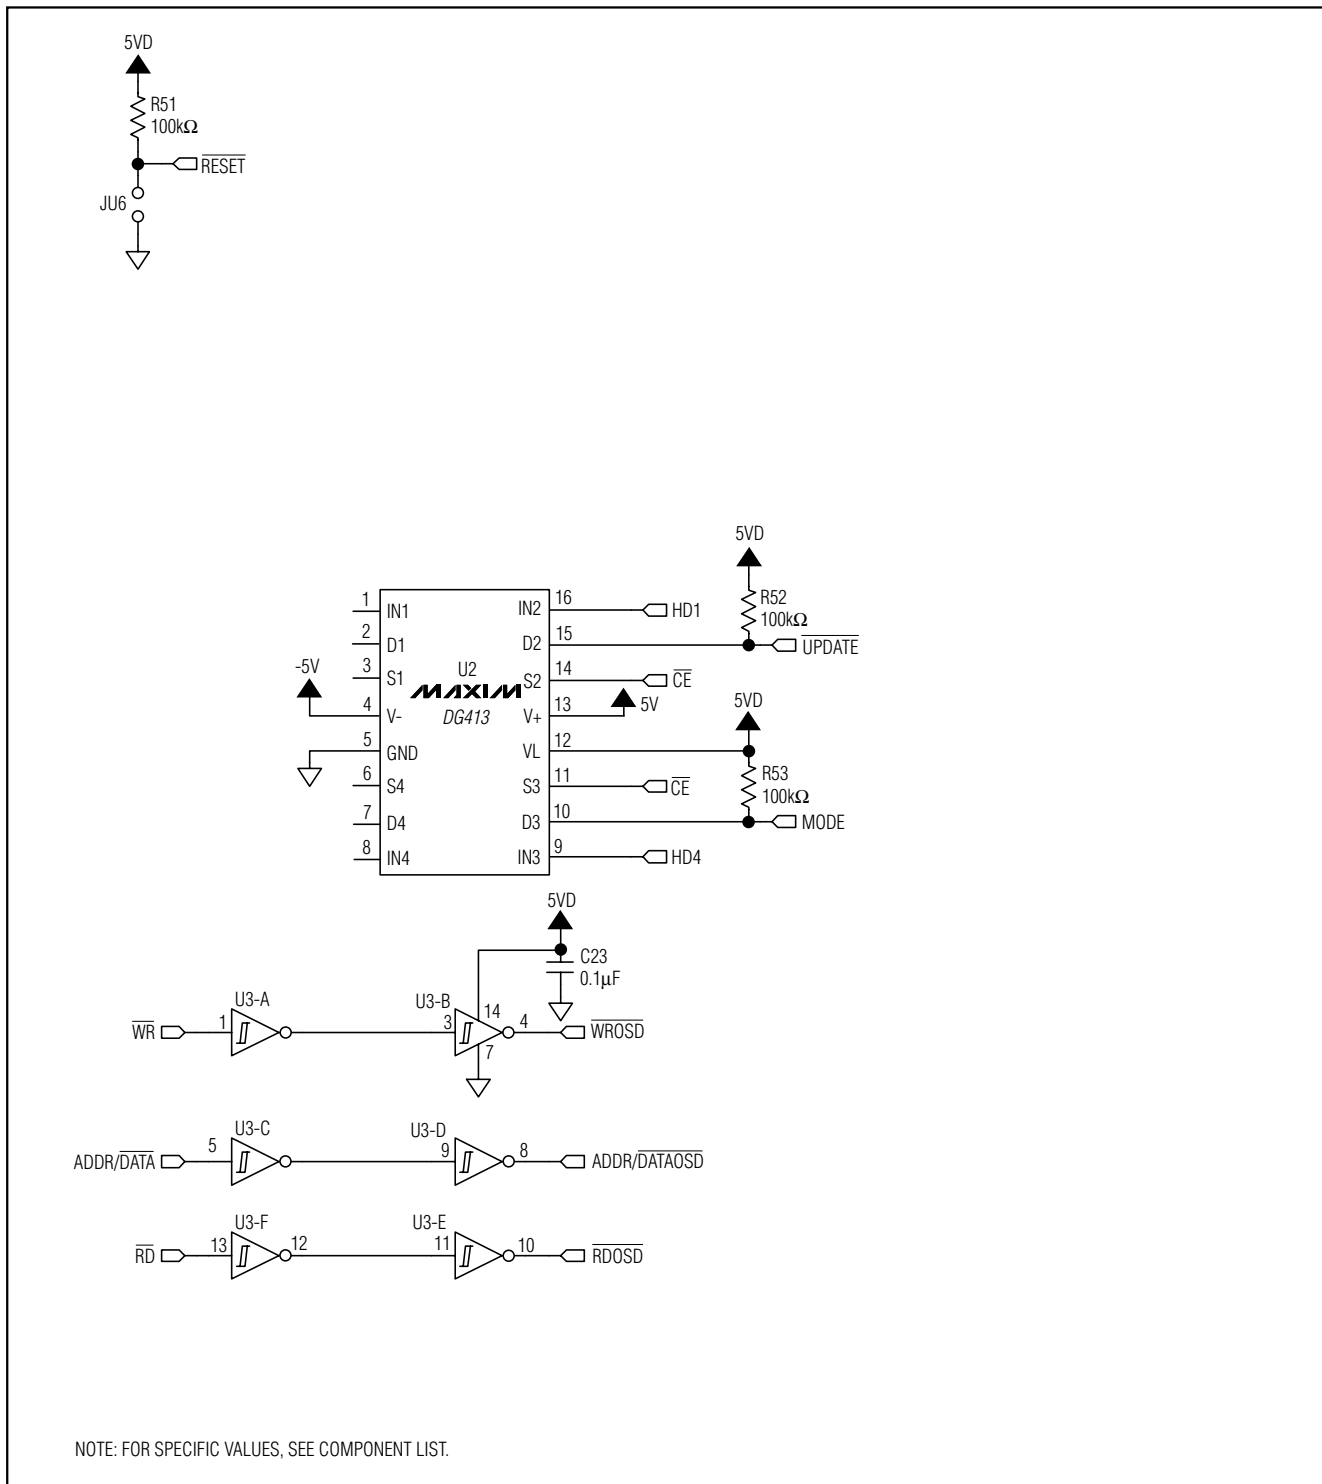 5VD
R51
100kΩ
RESET
JU6
5VD
R52
100kΩ
1 IN1 IN2 16 HD1
2 D1 D2 15 UPDATE
3 S1 U2 S2 14 CE
-5V MAXIM 5V 5VD
4 V- DG413 V+ 13
5 GND VL 12
R53
100kΩ
6 S4 S3 11 CE
7 D4 D3 10 MODE
8 IN4 IN3 9 HD4
5VD
C23
0.1µF
U3-A U3-B
WR 1 3 14 4 WROSD
7
U3-C U3-D
ADDR/DATA 5 9 8 ADDR/DATAOSD
U3-F U3-E
RD 13 12 11 10 RDOSD
NOTE: FOR SPECIFIC VALUES, SEE COMPONENT LIST.